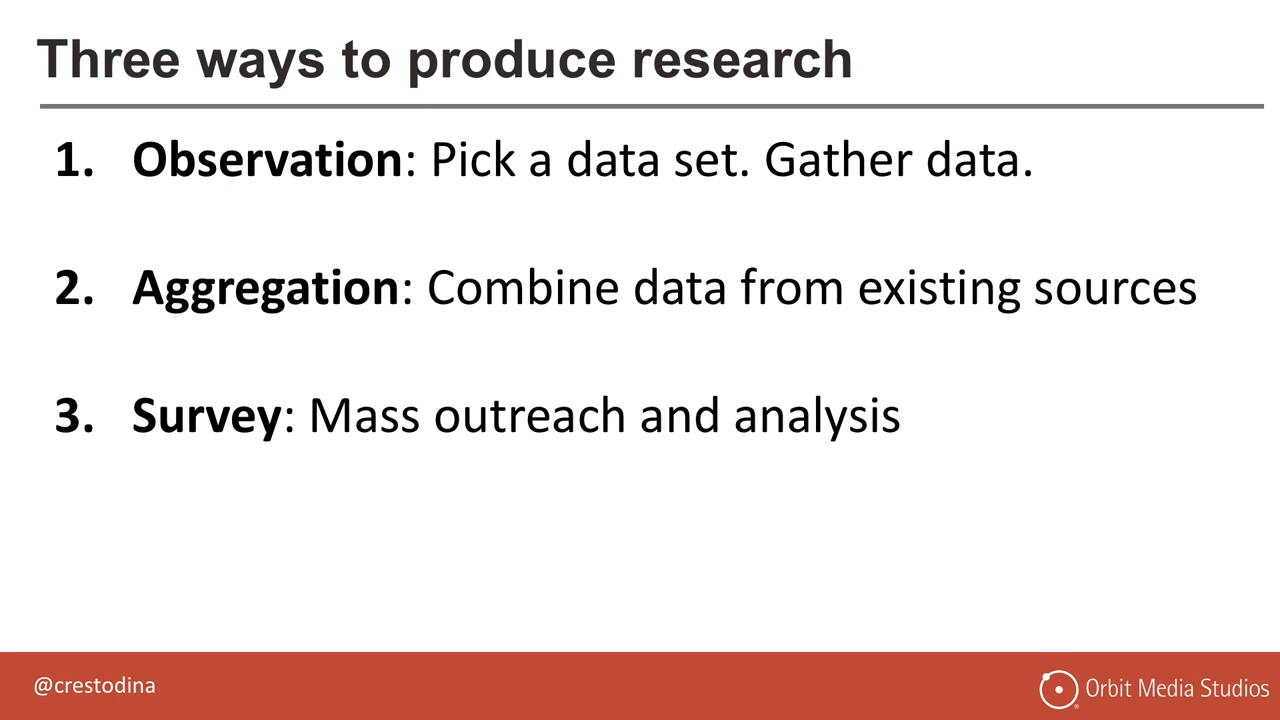 Three ways to produce research
1. Observation: Pick a data set. Gather data.
2. Aggregation: Combine data from existing sources
3. Survey: Mass outreach and analysis
@crestodina
Orbit Media Studios